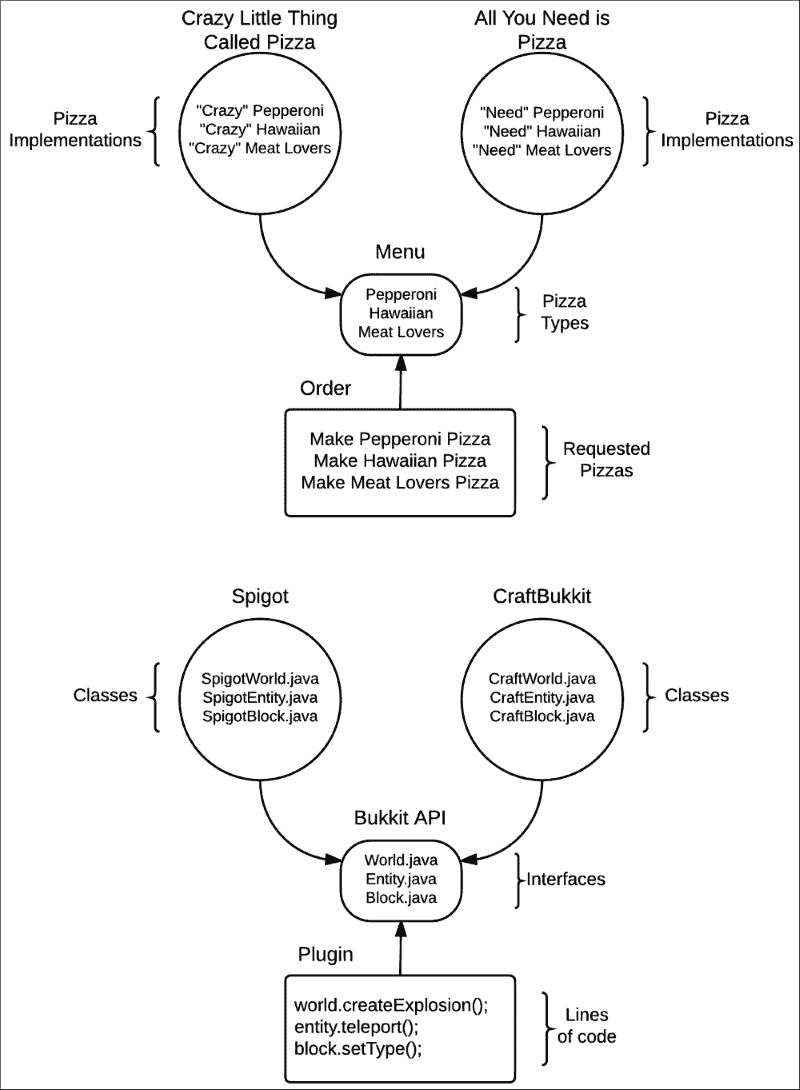 Crazy Little Thing
Called Pizza
All You Need is
Pizza
Pizza
Implementations
"Crazy" Pepperoni
"Crazy" Hawaiian
"Crazy" Meat Lovers
"Need" Pepperoni
"Need" Hawaiian
"Need" Meat Lovers
Pizza
Implementations
Menu
Pepperoni
Hawaiian
Meat Lovers
Pizza
Types
Order
Make Pepperoni Pizza
Make Hawaiian Pizza
Make Meat Lovers Pizza
Requested
Pizzas
Spigot
CraftBukkit
Classes
SpigotWorld.java
SpigotEntity.java
SpigotBlock.java
CraftWorld.java
CraftEntity.java
CraftBlock.java
Classes
Bukkit API
World.java
Entity.java
Block.java
Interfaces
Plugin
world.createExplosion();
entity.teleport();
block.setType();
Lines
of code